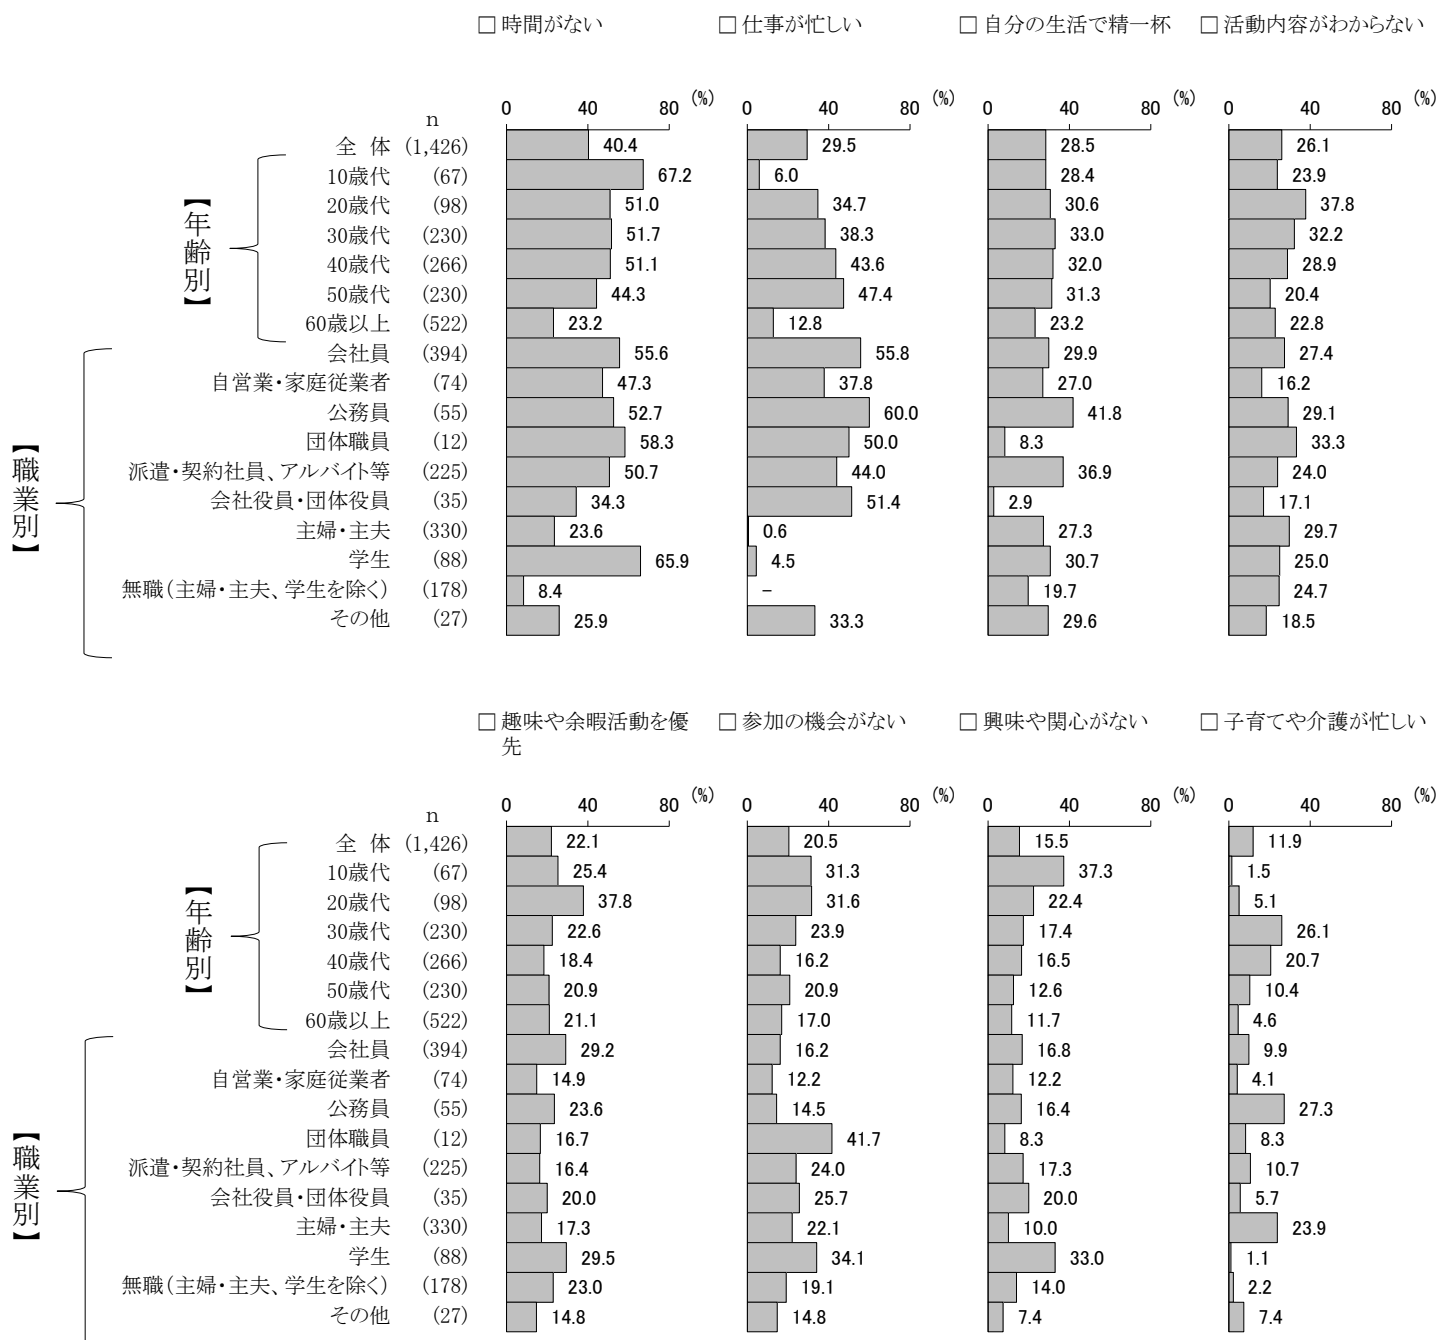 □ 時間がない □ 仕事が忙しい □ 自分の生活で精一杯 □ 活動内容がわからない
0 40 80 (%) 0 40 80 (%) 0 40 80 (%) 0 40 80 (%)
n
全 体 (1,426) 40.4 29.5 28.5 26.1
【年齢別】
10歳代 (67) 67.2 6.0 28.4 23.9
20歳代 (98) 51.0 34.7 30.6 37.8
30歳代 (230) 51.7 38.3 33.0 32.2
40歳代 (266) 51.1 43.6 32.0 28.9
50歳代 (230) 44.3 47.4 31.3 20.4
60歳以上 (522) 23.2 12.8 23.2 22.8
【職業別】
会社員 (394) 55.6 55.8 29.9 27.4
自営業・家庭従業者 (74) 47.3 37.8 27.0 16.2
公務員 (55) 52.7 60.0 41.8 29.1
団体職員 (12) 58.3 50.0 8.3 33.3
派遣・契約社員、アルバイト等 (225) 50.7 44.0 36.9 24.0
会社役員・団体役員 (35) 34.3 51.4 2.9 17.1
主婦・主夫 (330) 23.6 0.6 27.3 29.7
学生 (88) 65.9 4.5 30.7 25.0
無職(主婦・主夫、学生を除く) (178) 8.4 - 19.7 24.7
その他 (27) 25.9 33.3 29.6 18.5
□ 趣味や余暇活動を優 □ 参加の機会がない □ 興味や関心がない □ 子育てや介護が忙しい
先
0 40 80 (%) 0 40 80 (%) 0 40 80 (%) 0 40 80 (%)
n
全 体 (1,426) 22.1 20.5 15.5 11.9
【年齢別】
10歳代 (67) 25.4 31.3 37.3 1.5
20歳代 (98) 37.8 31.6 22.4 5.1
30歳代 (230) 22.6 23.9 17.4 26.1
40歳代 (266) 18.4 16.2 16.5 20.7
50歳代 (230) 20.9 20.9 12.6 10.4
60歳以上 (522) 21.1 17.0 11.7 4.6
【職業別】
会社員 (394) 29.2 16.2 16.8 9.9
自営業・家庭従業者 (74) 14.9 12.2 12.2 4.1
公務員 (55) 23.6 14.5 16.4 27.3
団体職員 (12) 16.7 41.7 8.3 8.3
派遣・契約社員、アルバイト等 (225) 16.4 24.0 17.3 10.7
会社役員・団体役員 (35) 20.0 25.7 20.0 5.7
主婦・主夫 (330) 17.3 22.1 10.0 23.9
学生 (88) 29.5 34.1 33.0 1.1
無職(主婦・主夫、学生を除く) (178) 23.0 19.1 14.0 2.2
その他 (27) 14.8 14.8 7.4 7.4